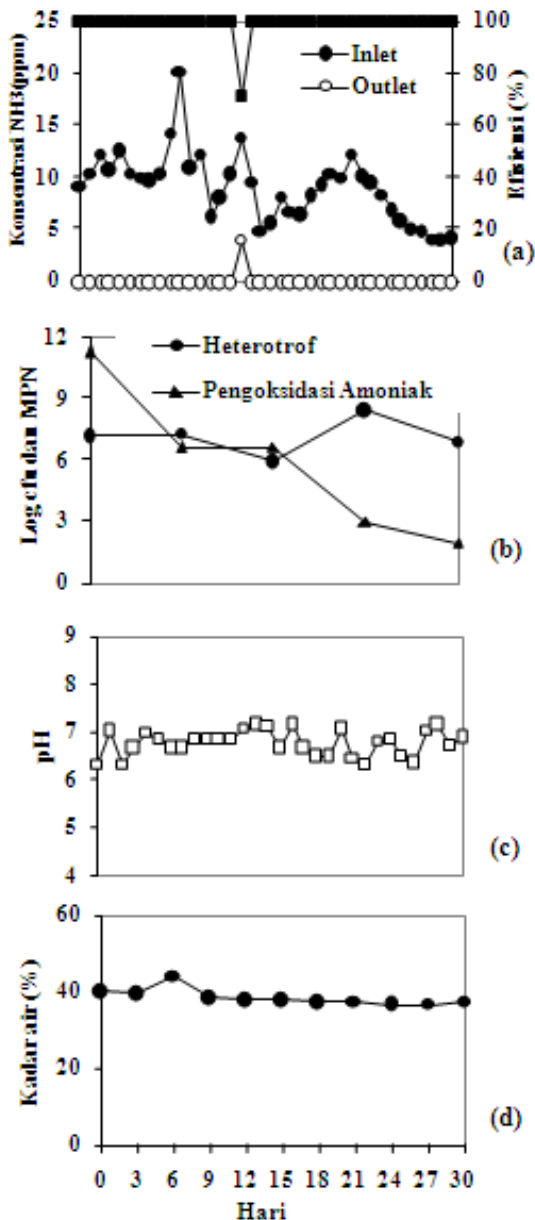 Konsentrasi NH3(ppm)
25
20
15
10
5
0
Inlet
Outlet
100
80
60
40
20
0
Efisiensi (%)
(a)
Log cfu dan MPN
12
9
6
3
0
Heterotrof
Pengoksidasi Amoniak
(b)
pH
9
8
7
6
5
4
(c)
Kadar air (%)
60
40
20
0
(d)
0 3 6 9 12 15 18 21 24 27 30
Hari